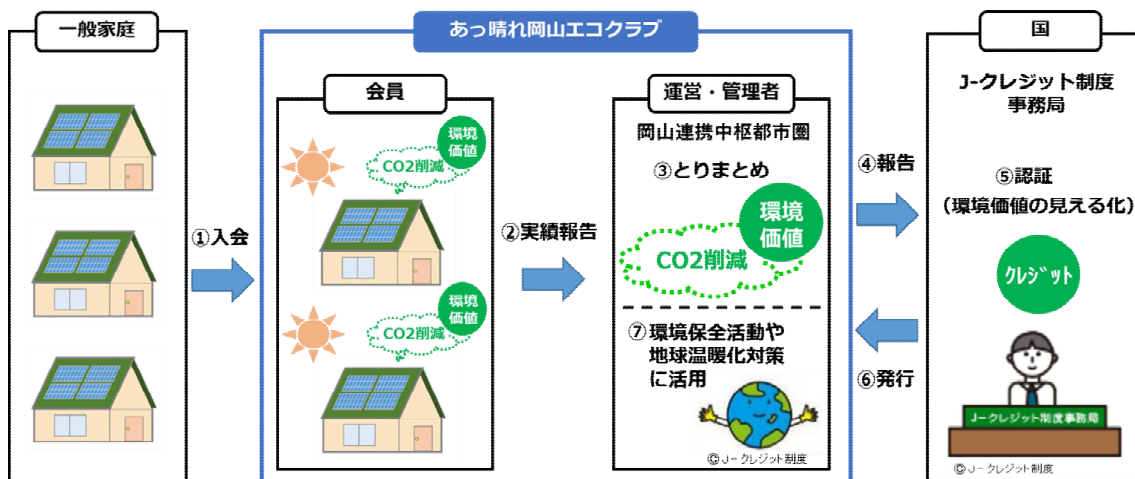 一般家庭
①入会
あっ晴れ岡山エコクラブ
会員
環境
価値
CO2削減
環境
価値
CO2削減
②実績報告
運営・管理者
岡山連携中枢都市圏
③とりまとめ
環境
価値
CO2削減
⑦環境保全活動や
地球温暖化対策
に活用
©J-クレジット制度
④報告
⑥発行
国
J-クレジット制度
事務局
⑤認証
（環境価値の見える化）
クレジット
J-クレジット制度事務局
©J-クレジット制度